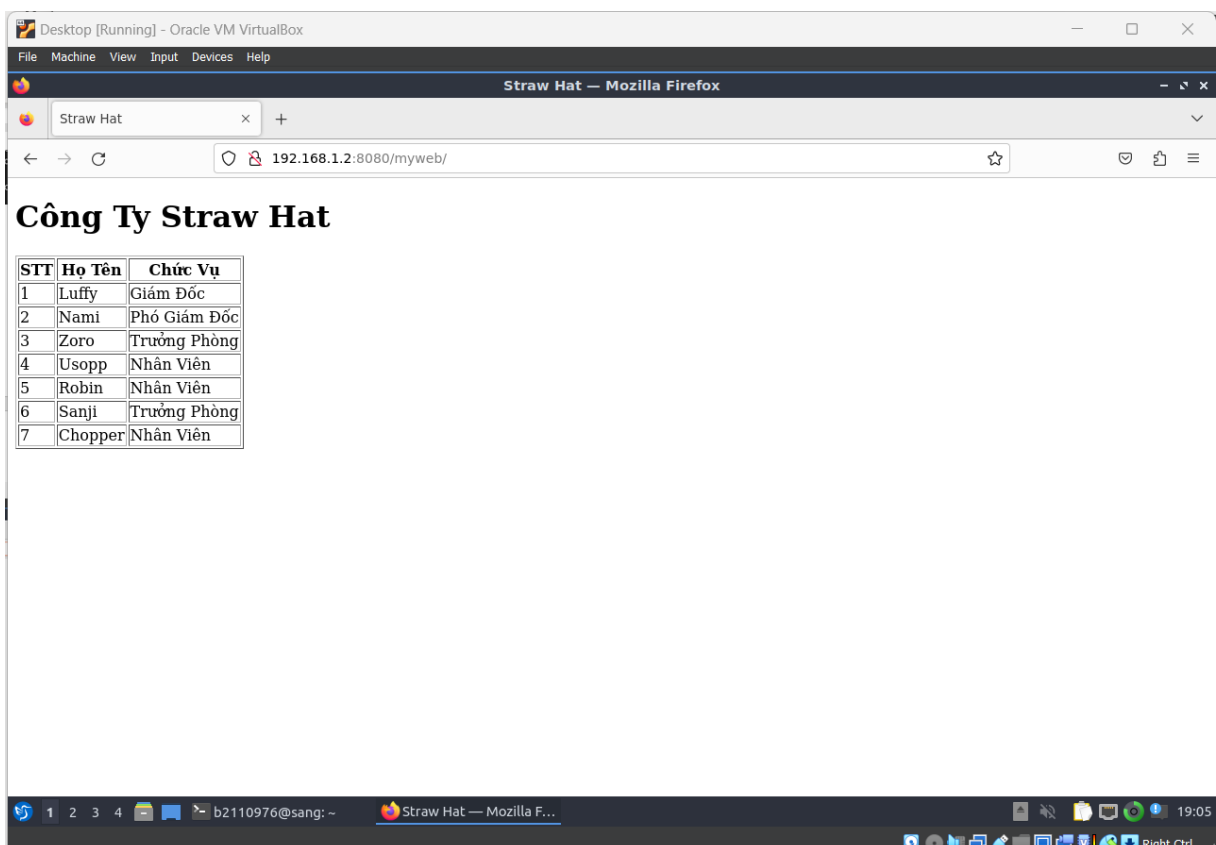 Desktop [Running] - Oracle VM VirtualBox
File Machine View Input Devices Help
Straw Hat — Mozilla Firefox
Straw Hat
192.168.1.2:8080/myweb/
Công Ty Straw Hat
STT Họ Tên Chức Vụ
1 Luffy Giám Đốc
2 Nami Phó Giám Đốc
3 Zoro Trưởng Phòng
4 Usopp Nhân Viên
5 Robin Nhân Viên
6 Sanji Trưởng Phòng
7 Chopper Nhân Viên
1 2 3 4 b2110976@sang: ~ Straw Hat — Mozilla F... 19:05
Right Ctrl